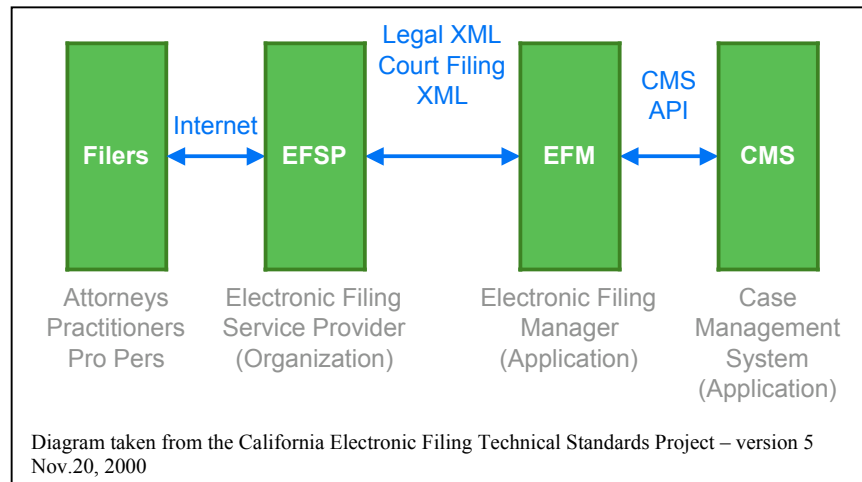 Legal XML
Court Filing
XML
CMS
API
Internet
Filers
EFSP
EFM
CMS
Attorneys
Practitioners
Pro Pers
Electronic Filing
Service Provider
(Organization)
Electronic Filing
Manager
(Application)
Case
Management
System
(Application)
Diagram taken from the California Electronic Filing Technical Standards Project – version 5
Nov.20, 2000